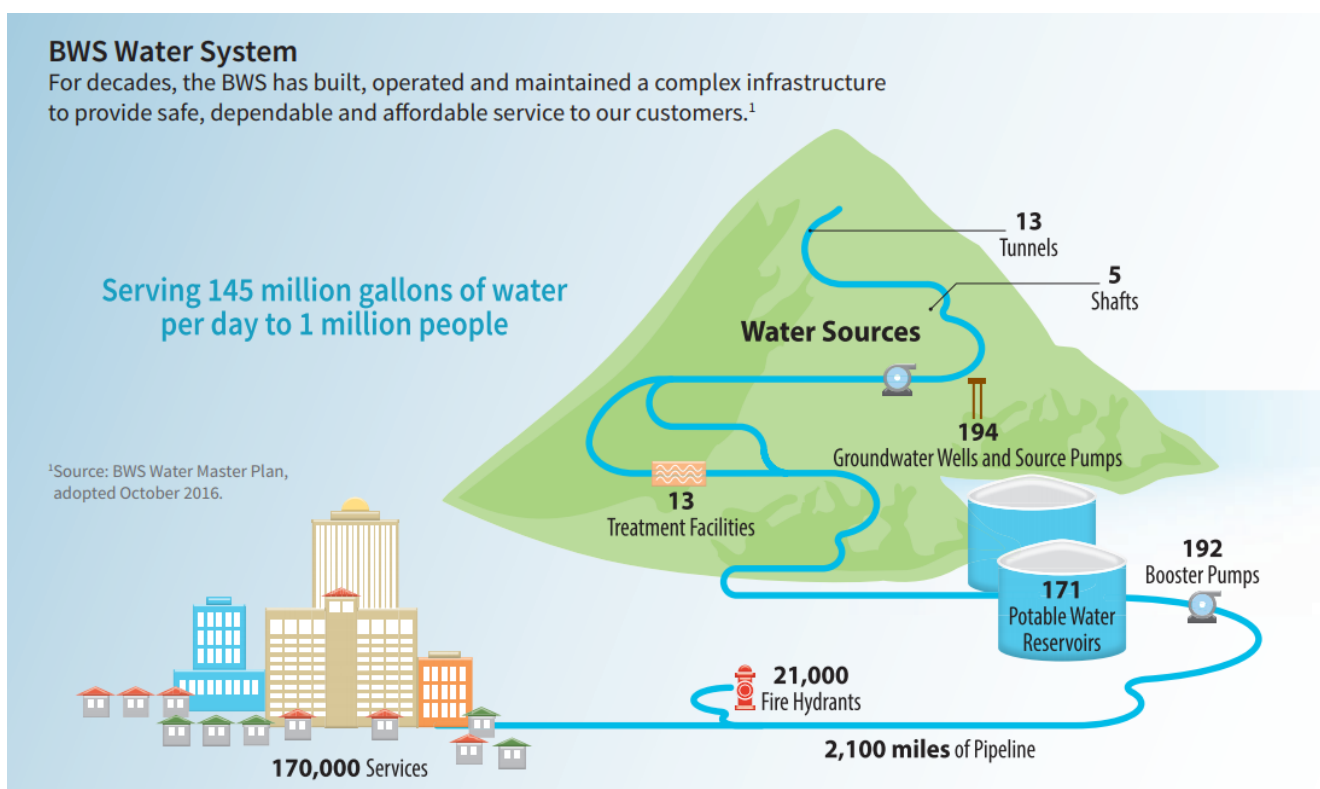 BWS Water System
For decades, the BWS has built, operated and maintained a complex infrastructure
to provide safe, dependable and affordable service to our customers.¹
13
Tunnels
5
Shafts
Serving 145 million gallons of water
per day to 1 million people
Water Sources
194
Groundwater Wells and Source Pumps
¹Source: BWS Water Master Plan,
adopted October 2016.
13
Treatment Facilities
192
Booster Pumps
171
Potable Water
Reservoirs
21,000
Fire Hydrants
2,100 miles of Pipeline
170,000 Services